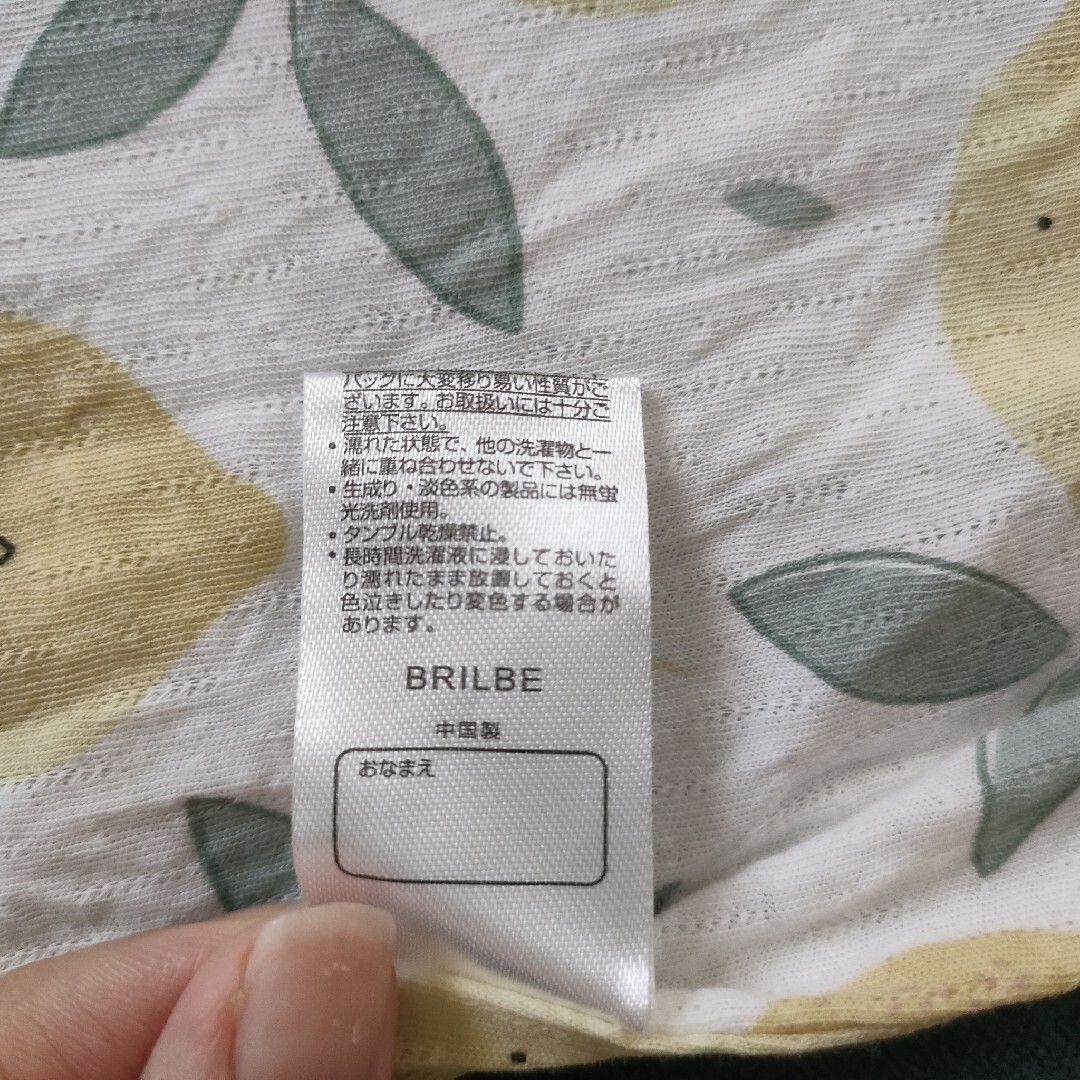 バッグに大変移り易い性質がご
ざいます。お取扱いには十分ご
注意下さい。
・濡れた状態で、他の洗濯物と一
緒に重ね合わせないで下さい。
・生成り・淡色系の製品には無蛍
光洗剤使用。
・タンブル乾燥禁止。
・長時間洗濯液に浸しておいた
り濡れたまま放置しておくと
色泣きしたり変色する場合が
あります。
BRILBE
中国製
おなまえ